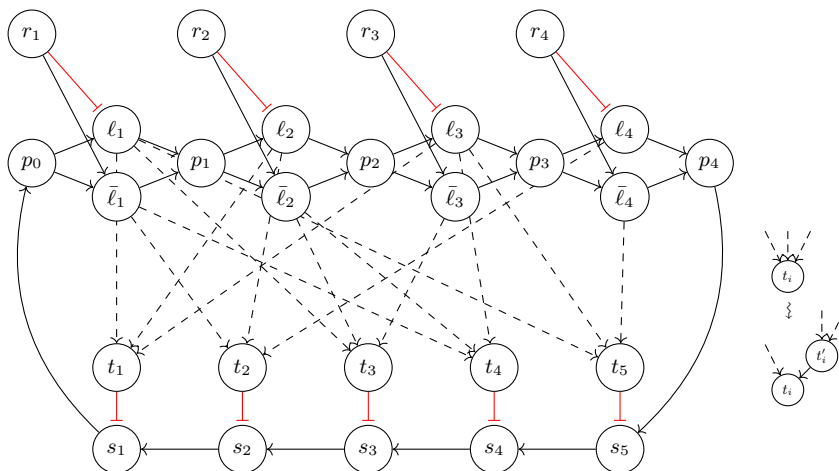 r₁ r₂ r₃ r₄
ℓ₁ ℓ₂ ℓ₃ ℓ₄
p₀ p₁ p₂ p₃ p₄
ℓ̄₁ ℓ̄₂ ℓ̄₃ ℓ̄₄
tᵢ
t′ᵢ
t₁ t₂ t₃ t₄ t₅
tᵢ
s₁ s₂ s₃ s₄ s₅